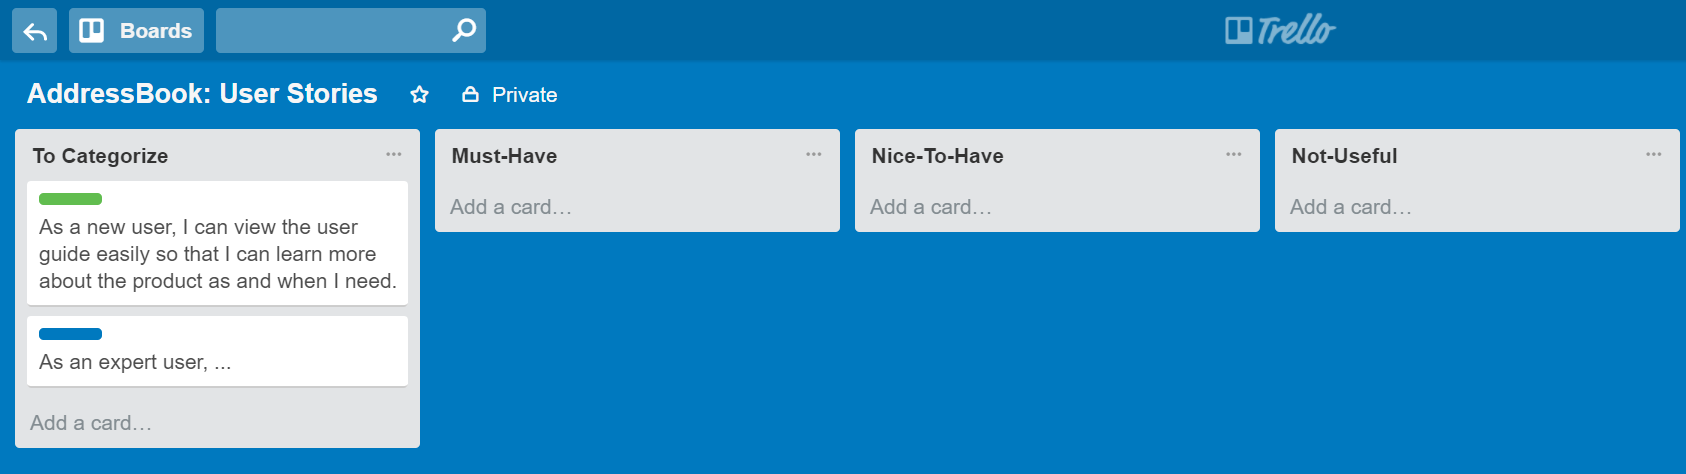 Boards
Trello
AddressBook: User Stories
Private
To Categorize
As a new user, I can view the user
guide easily so that I can learn more
about the product as and when I need.
As an expert user, ...
Add a card…
Must-Have
Add a card…
Nice-To-Have
Add a card…
Not-Useful
Add a card…